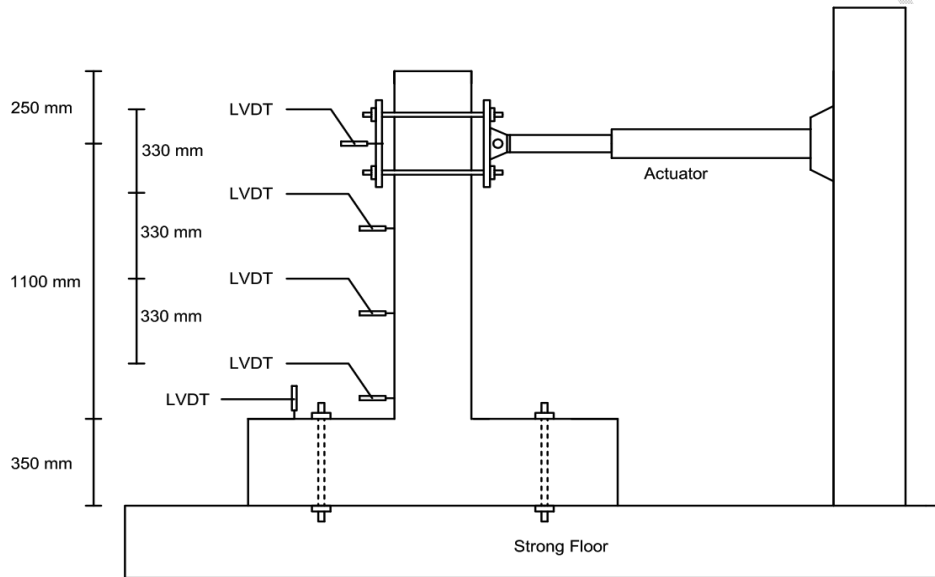 250 mm
LVDT
330 mm
Actuator
LVDT
330 mm
1100 mm
LVDT
330 mm
LVDT
LVDT
350 mm
Strong Floor